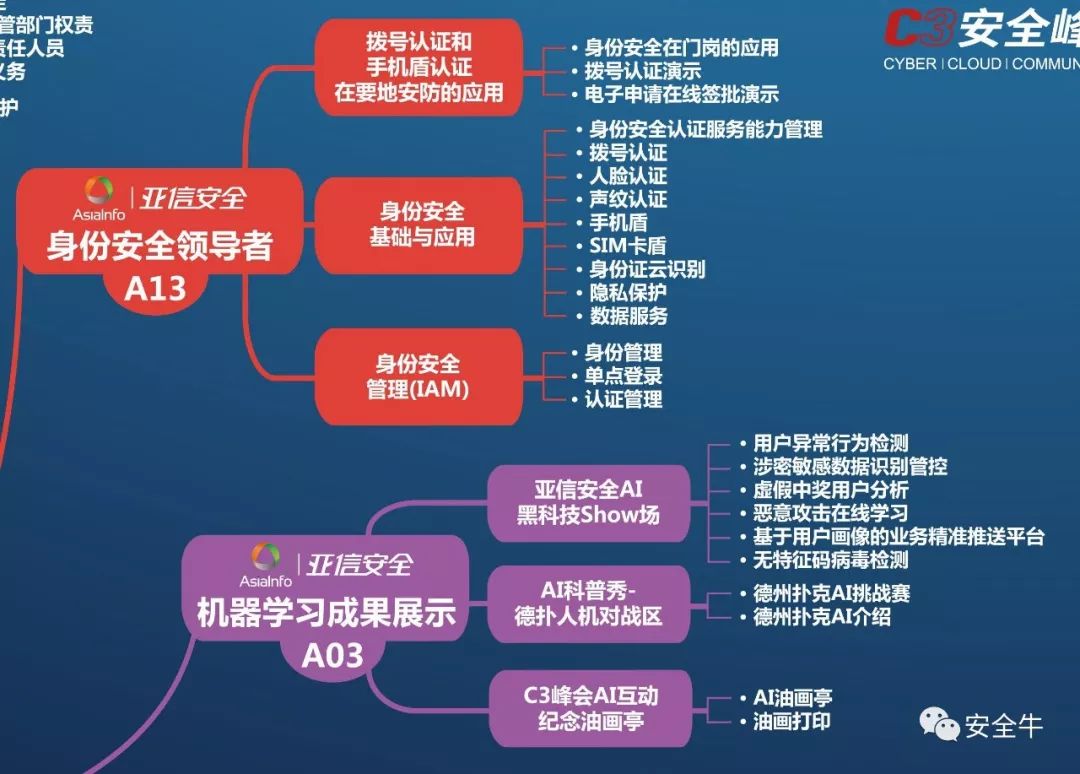 管部门权责
责任人员
义务
护
C3安全峰
CYBER | CLOUD | COMMUN
拨号认证和
手机盾认证
在要地安防的应用
• 身份安全在门岗的应用
• 拨号认证演示
• 电子申请在线签批演示
AsiaInfo | 亚信安全
身份安全领导者
A13
身份安全
基础与应用
• 身份安全认证服务能力管理
• 拨号认证
• 人脸认证
• 声纹认证
• 手机盾
• SIM卡盾
• 身份证云识别
• 隐私保护
• 数据服务
身份安全
管理(IAM)
• 身份管理
• 单点登录
• 认证管理
AsiaInfo | 亚信安全
机器学习成果展示
A03
亚信安全AI
黑科技Show场
• 用户异常行为检测
• 涉密敏感数据识别管控
• 虚假中奖用户分析
• 恶意攻击在线学习
• 基于用户画像的业务精准推送平台
• 无特征码病毒检测
AI科普秀-
德扑人机对战区
• 德州扑克AI挑战赛
• 德州扑克AI介绍
C3峰会AI互动
纪念油画亭
• AI油画亭
• 油画打印
安全牛